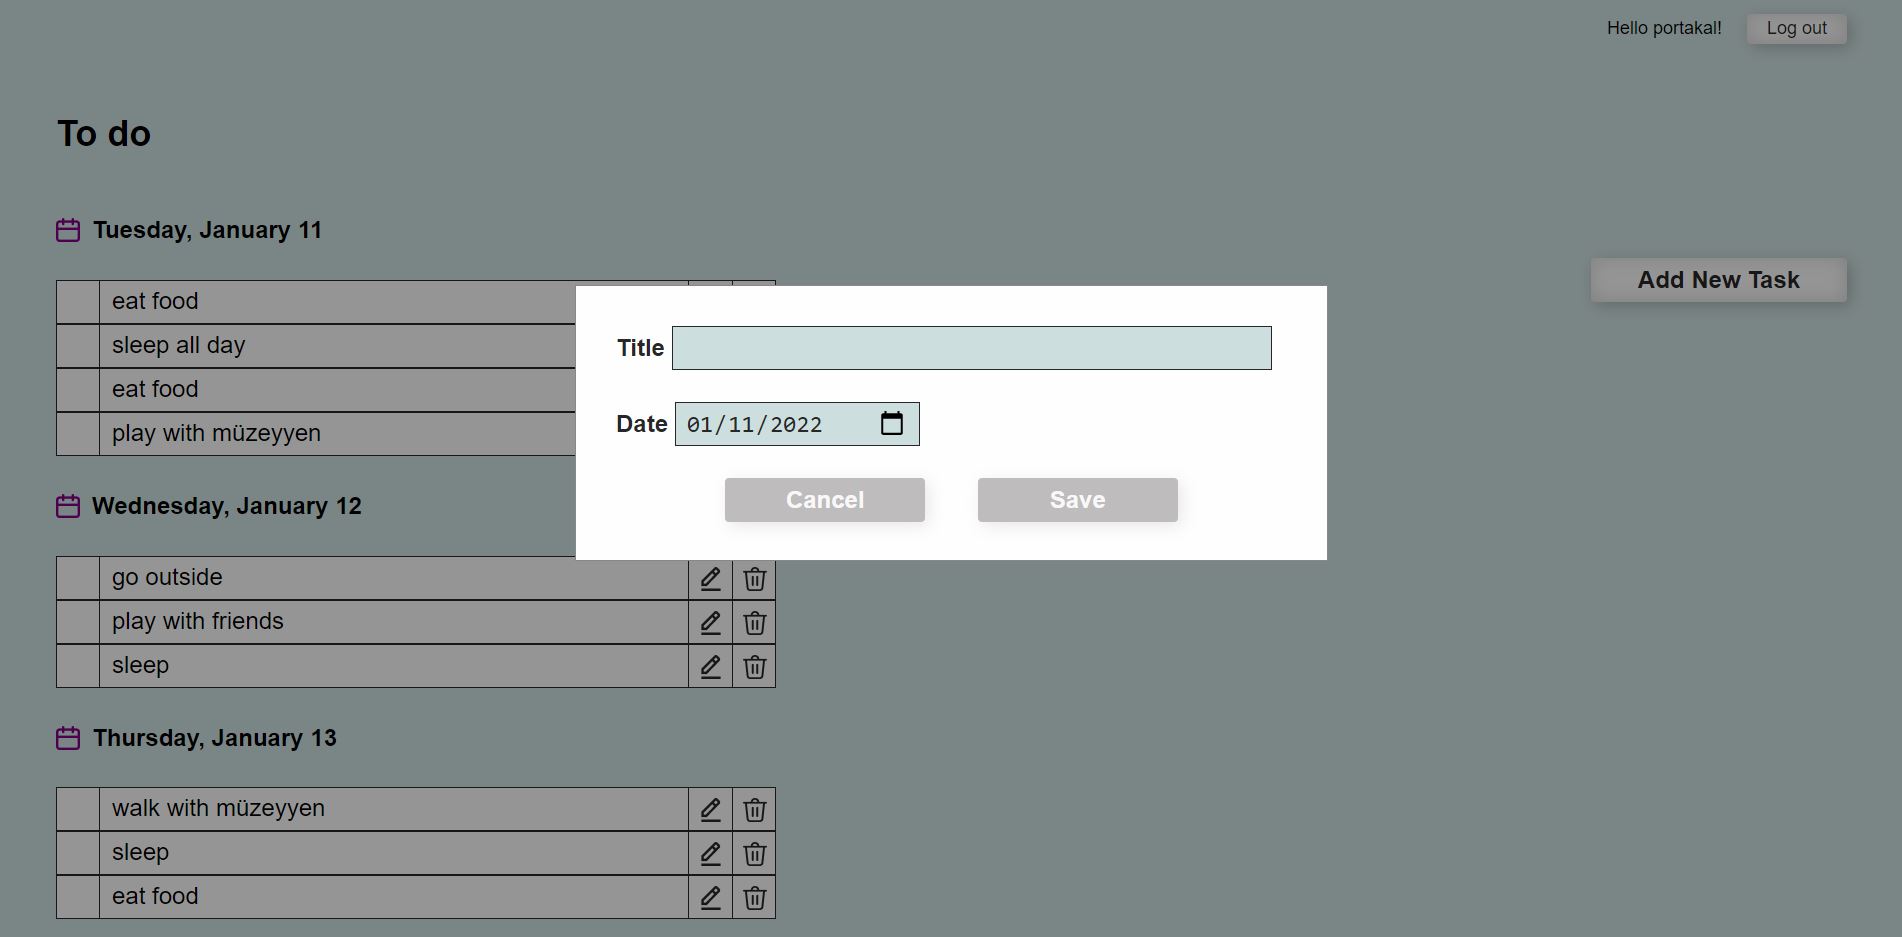 Hello portakal! Log out
To do
Tuesday, January 11
Add New Task
eat food
sleep all day
eat food
play with müzeyyen
Title
Date 01/11/2022
Cancel Save
Wednesday, January 12
go outside
play with friends
sleep
Thursday, January 13
walk with müzeyyen
sleep
eat food